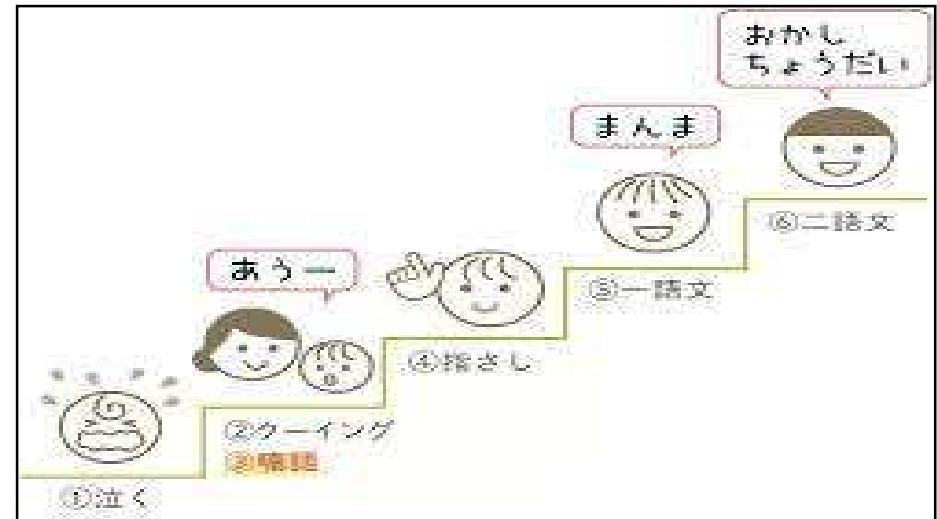 ①泣く
あうー
②クーイング
③喃語
④指さし
まんま
⑤一語文
おかし
ちょうだい
⑥二語文